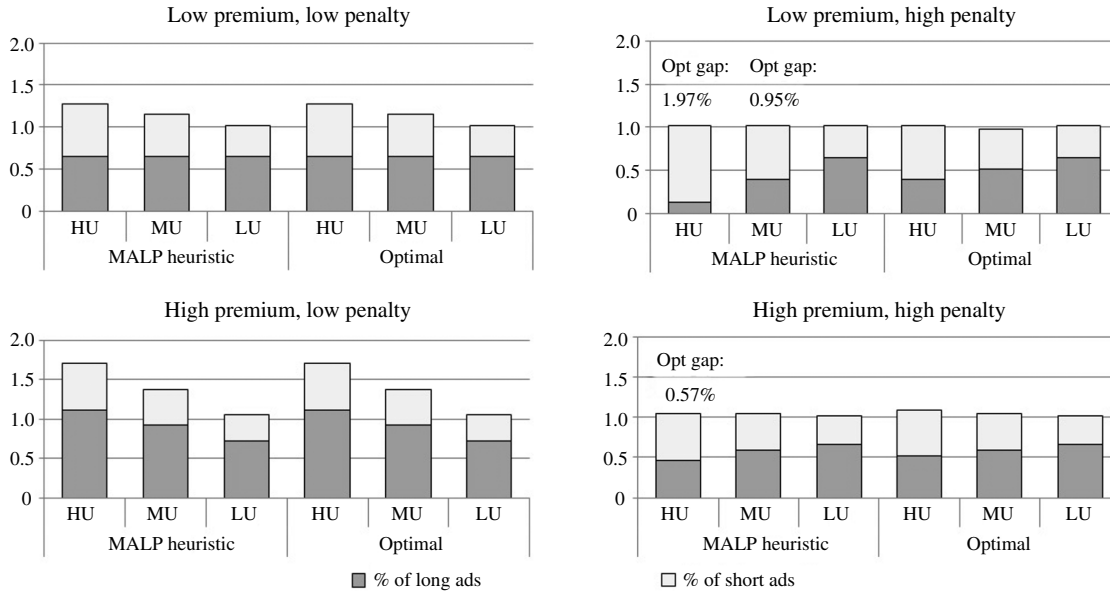 Low premium, low penalty
2.0
1.5
1.0
0.5
0
HU MU LU HU MU LU
MALP heuristic Optimal
Low premium, high penalty
2.0
1.5
1.0
0.5
0
Opt gap: Opt gap:
1.97% 0.95%
HU MU LU HU MU LU
MALP heuristic Optimal
High premium, low penalty
2.0
1.5
1.0
0.5
0
HU MU LU HU MU LU
MALP heuristic Optimal
High premium, high penalty
2.0
1.5
1.0
0.5
0
Opt gap:
0.57%
HU MU LU HU MU LU
MALP heuristic Optimal
% of long ads % of short ads